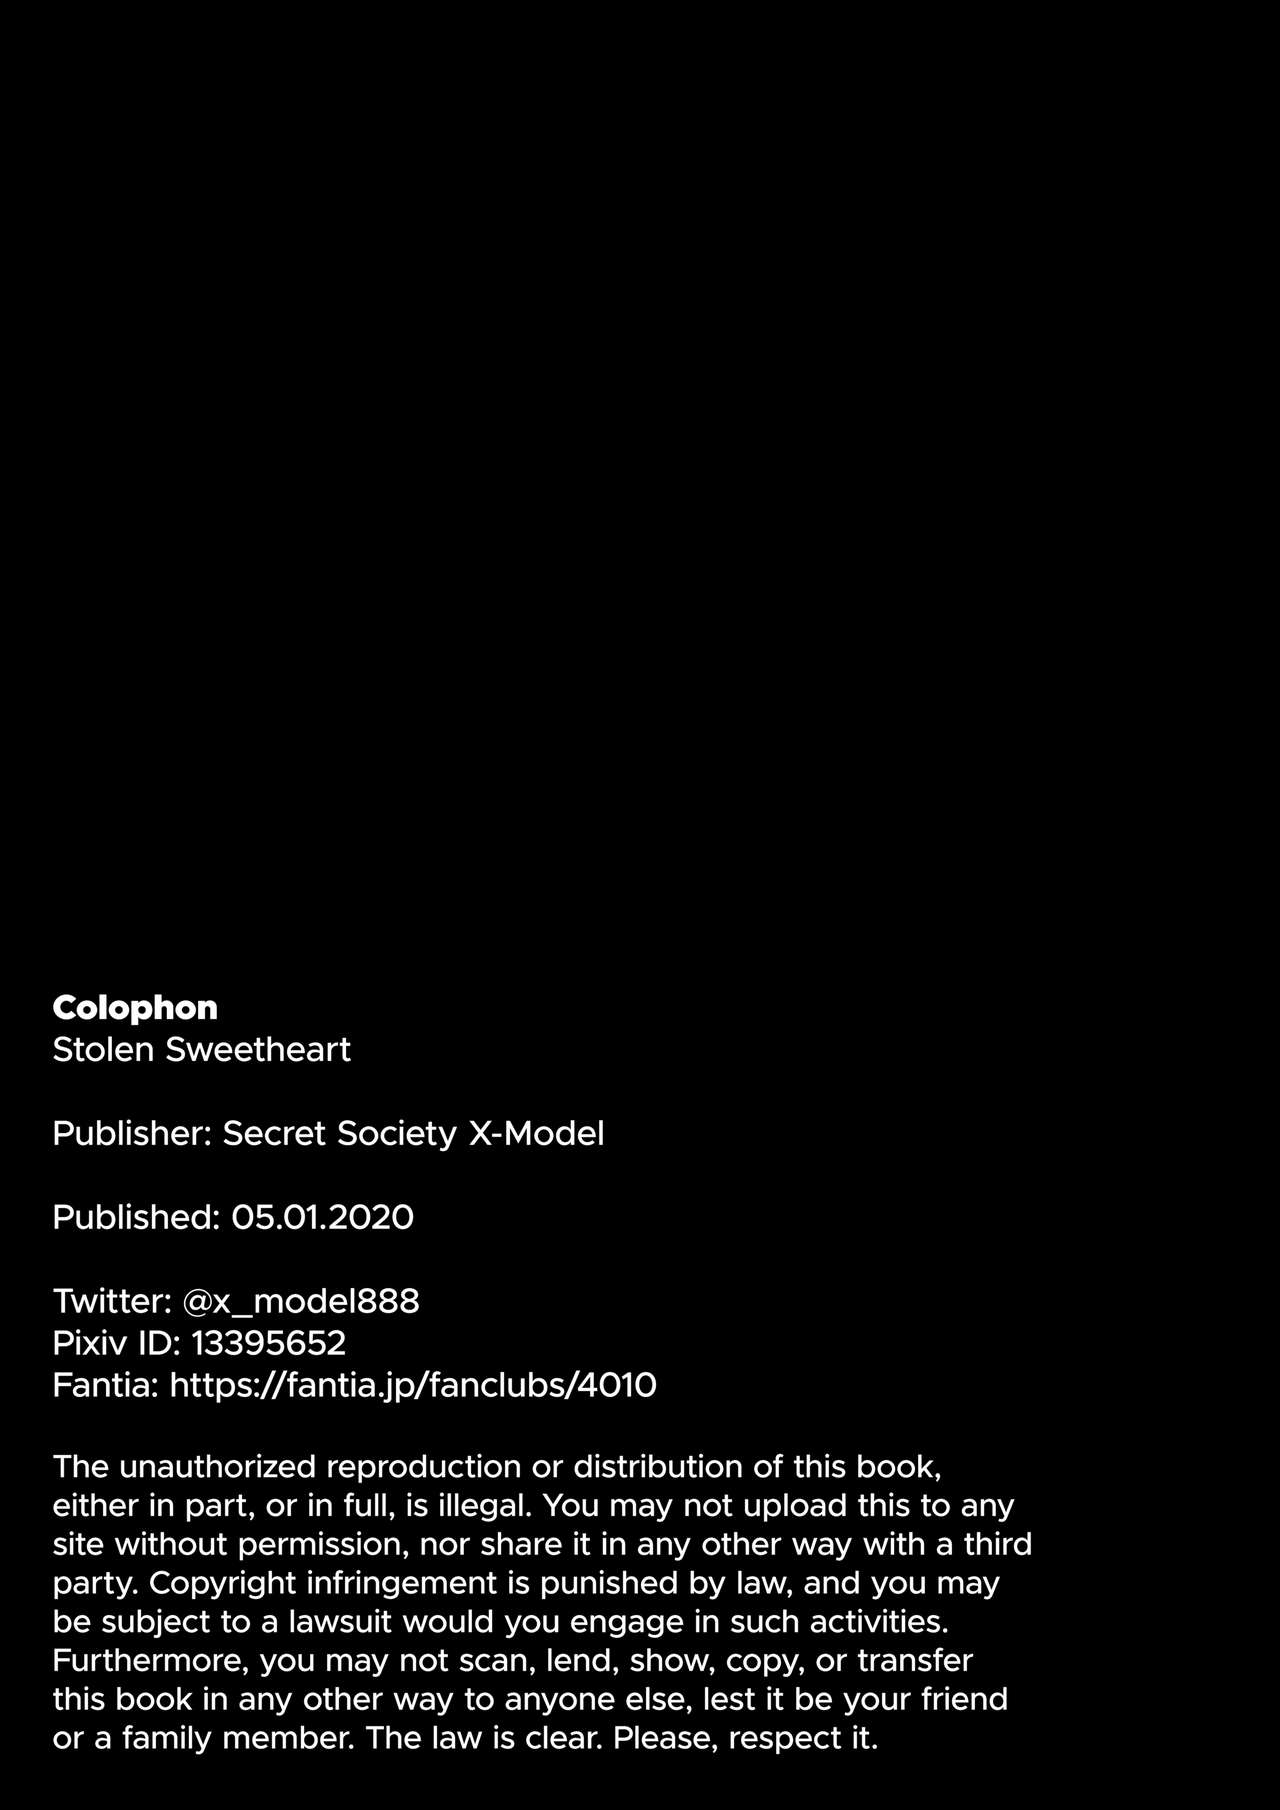 Colophon
Stolen Sweetheart
Publisher: Secret Society X-Model
Published: 05.01.2020
Twitter: @x_model888
Pixiv ID: 13395652
Fantia: https://fantia.jp/fanclubs/4010
The unauthorized reproduction or distribution of this book,
either in part, or in full, is illegal. You may not upload this to any
site without permission, nor share it in any other way with a third
party. Copyright infringement is punished by law, and you may
be subject to a lawsuit would you engage in such activities.
Furthermore, you may not scan, lend, show, copy, or transfer
this book in any other way to anyone else, lest it be your friend
or a family member. The law is clear. Please, respect it.